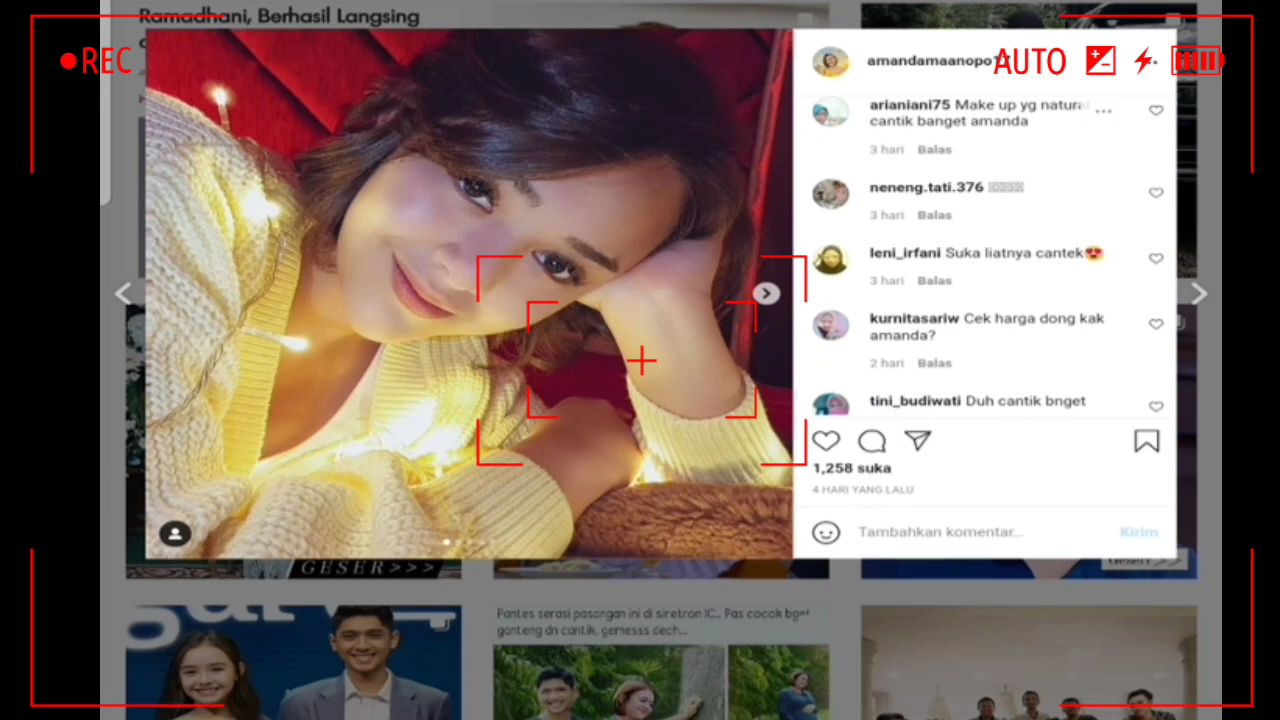 Ramadhani, Berhasil Langsing
REC
AUTO
amandamaanopo
arianiani75 Make up yg natural
cantik banget amanda
3 hari Balas
neneng.tati.376
3 hari Balas
leni_irfani Suka liatnya cantek😍
3 hari Balas
kurnitasariw Cek harga dong kak
amanda?
2 hari Balas
tini_budiwati Duh cantik bnget
1,258 suka
4 HARI YANG LALU
Tambahkan komentar...
Kirim
GESER>>>
Geser!>>
Pantes serasi pasangan ini di siretron IC.. Pas cocok bgt
ganteng dn cantik, gemesss dech...